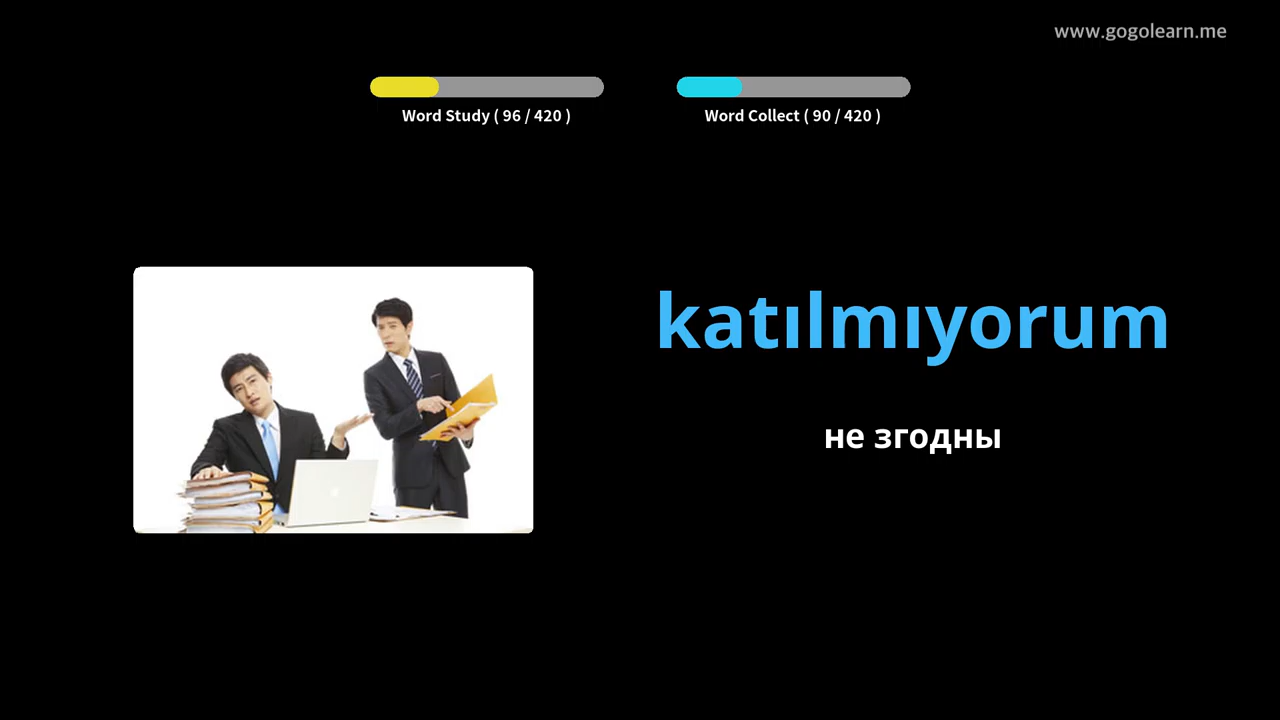 www.gogolearn.me
Word Study ( 96 / 420 )
Word Collect ( 90 / 420 )
katılmıyorum
не згодны